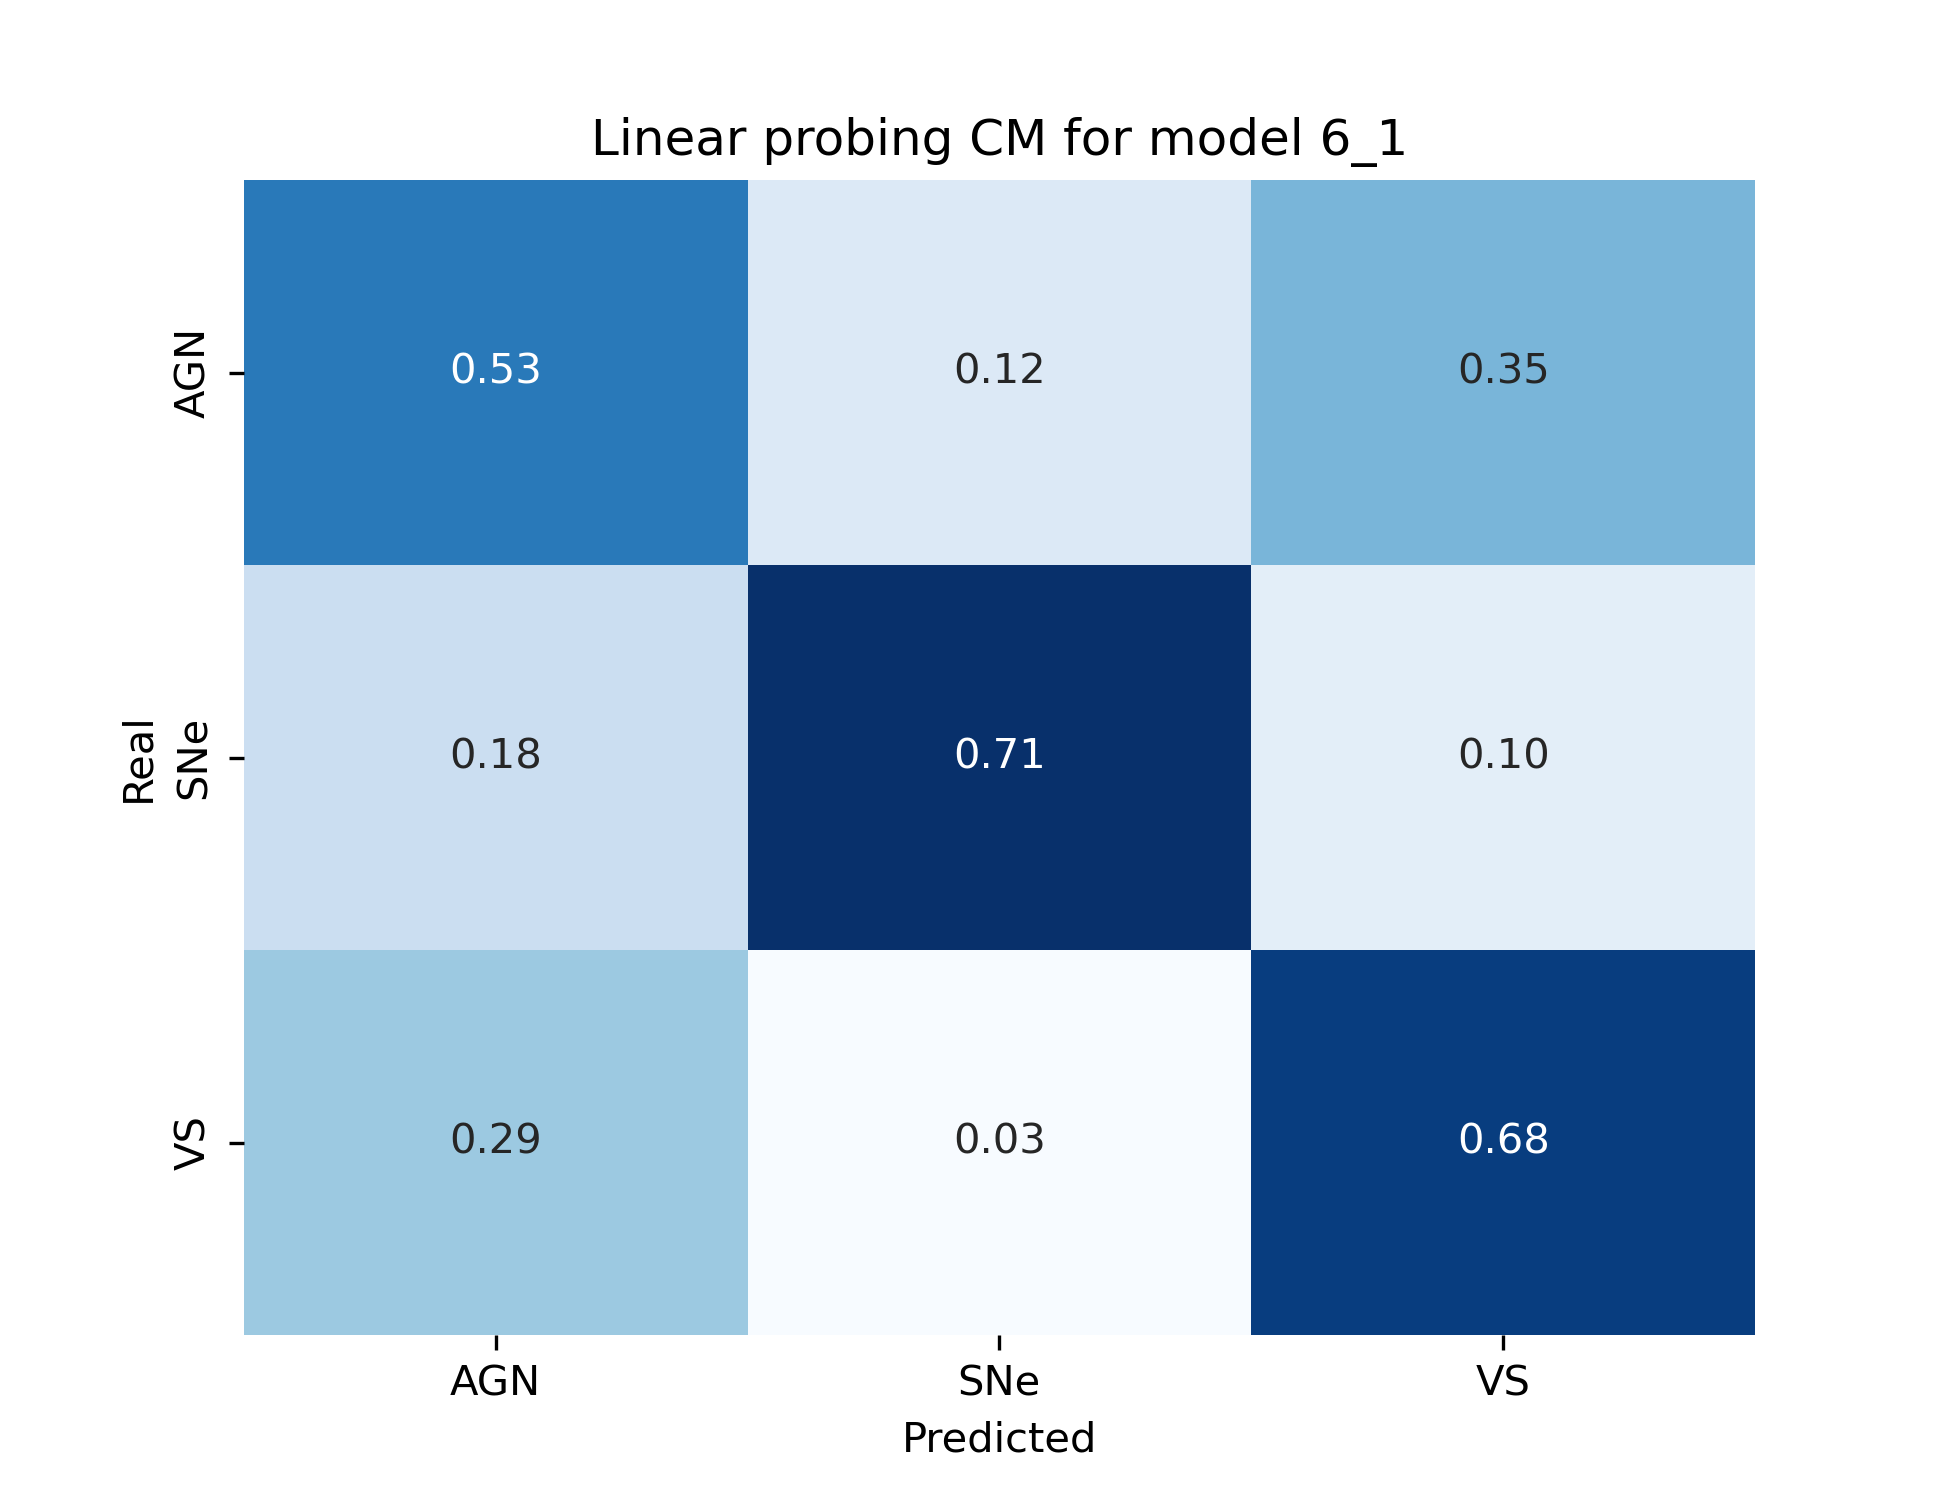 Linear probing CM for model 6_1
AGN
0.53 0.12 0.35
Real
SNe
0.18 0.71 0.10
VS
0.29 0.03 0.68
AGN SNe VS
Predicted